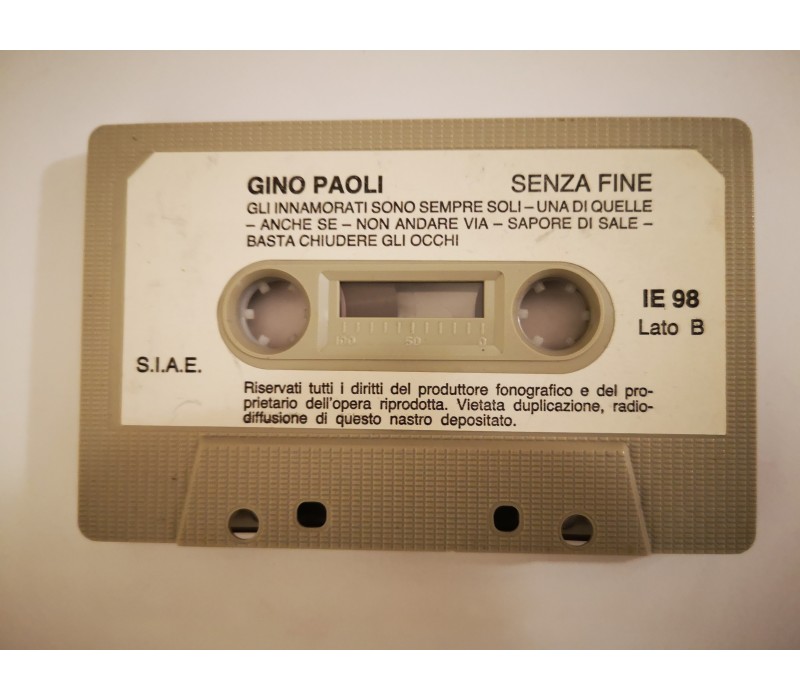 GINO PAOLI SENZA FINE
GLI INNAMORATI SONO SEMPRE SOLI – UNA DI QUELLE
– ANCHE SE – NON ANDARE VIA – SAPORE DI SALE –
BASTA CHIUDERE GLI OCCHI
IE 98
Lato B
100 50 0
S.I.A.E.
Riservati tutti i diritti del produttore fonografico e del pro-
prietario dell'opera riprodotta. Vietata duplicazione, radio-
diffusione di questo nastro depositato.